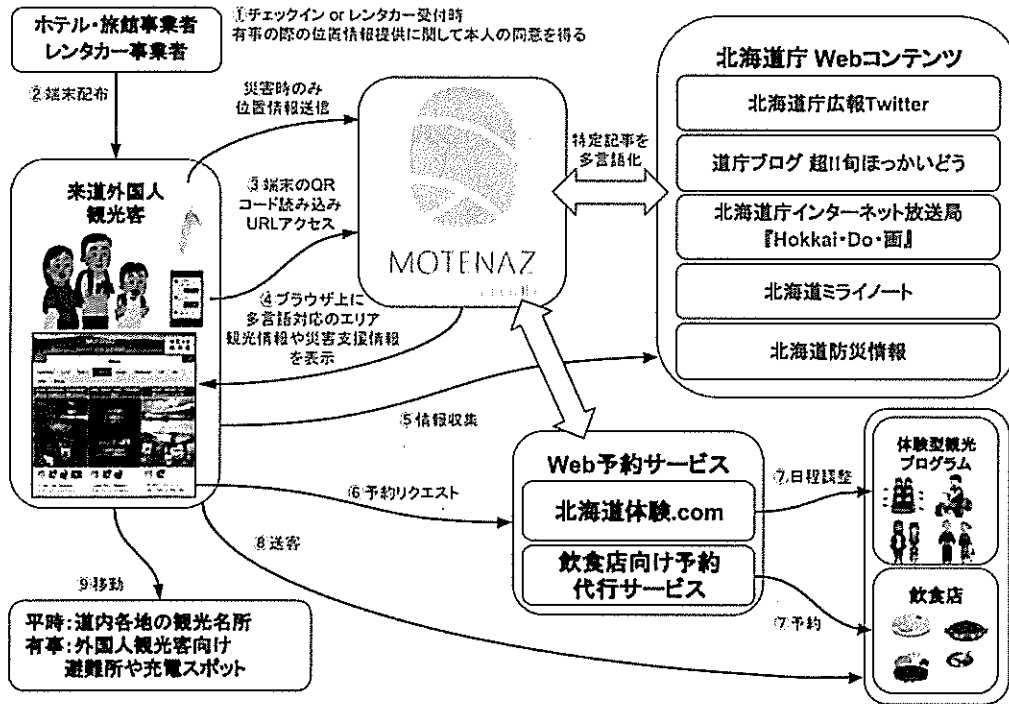 ホテル・旅館事業者
レンタカー事業者
①チェックイン or レンタカー受付時
有事の際の位置情報提供に関して本人の同意を得る
②端末配布
災害時のみ
位置情報送信
来道外国人
観光客
③端末のQR
コード読み込み
URLアクセス
MOTENAZ
④ブラウザ上に
多言語対応のエリア
観光情報や災害支援情報
を表示
特定記事を
多言語化
北海道庁 Webコンテンツ
北海道庁広報Twitter
道庁ブログ 超!!旬ほっかいどう
北海道庁インターネット放送局
『Hokkai・Do・画』
北海道ミライノート
北海道防災情報
⑤情報収集
⑥予約リクエスト
Web予約サービス
北海道体験.com
飲食店向け予約
代行サービス
⑦日程調整
⑦予約
体験型観光
プログラム
飲食店
⑧送客
⑨移動
平時:道内各地の観光名所
有事:外国人観光客向け
避難所や充電スポット